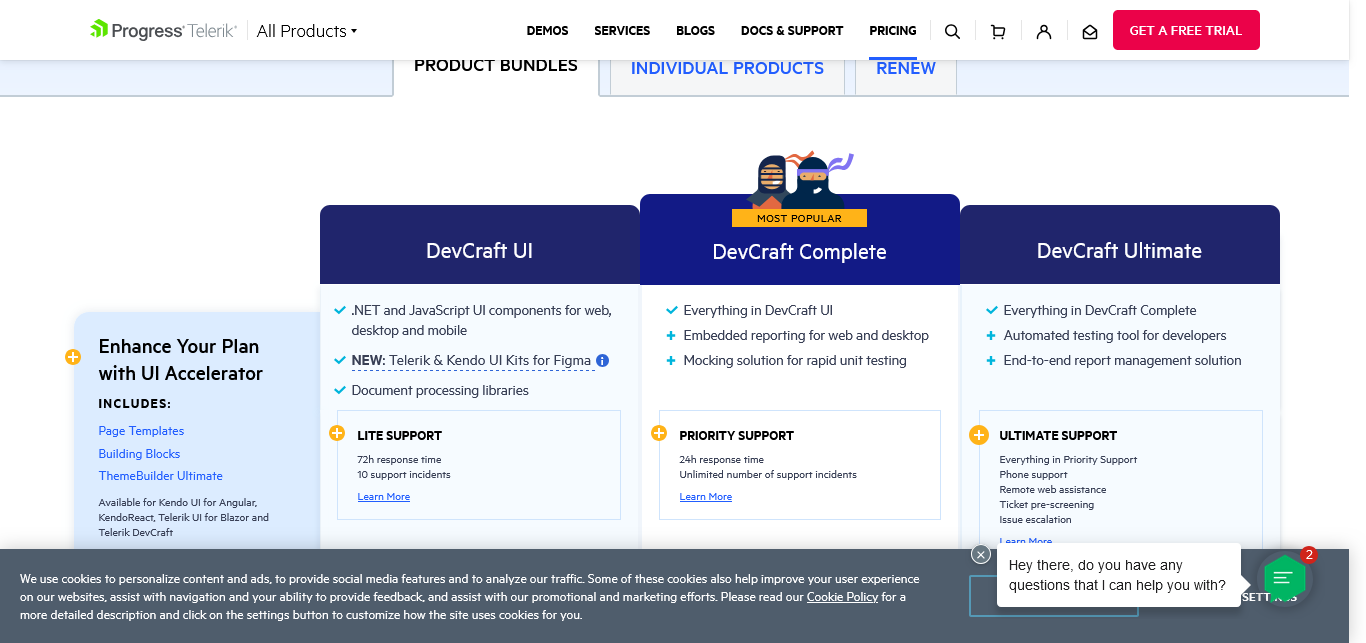 Progress Telerik
All Products
DEMOS
SERVICES
BLOGS
DOCS & SUPPORT
PRICING
GET A FREE TRIAL
PRODUCT BUNDLES
INDIVIDUAL PRODUCTS
RENEW
MOST POPULAR
DevCraft UI
DevCraft Complete
DevCraft Ultimate
Enhance Your Plan
with UI Accelerator
INCLUDES:
Page Templates
Building Blocks
ThemeBuilder Ultimate
Available for Kendo UI for Angular,
KendoReact, Telerik UI for Blazor and
Telerik DevCraft
.NET and JavaScript UI components for web,
desktop and mobile
NEW: Telerik & Kendo UI Kits for Figma
Document processing libraries
LITE SUPPORT
72h response time
10 support incidents
Learn More
Everything in DevCraft UI
Embedded reporting for web and desktop
Mocking solution for rapid unit testing
PRIORITY SUPPORT
24h response time
Unlimited number of support incidents
Learn More
Everything in DevCraft Complete
Automated testing tool for developers
End-to-end report management solution
ULTIMATE SUPPORT
Everything in Priority Support
Phone support
Remote web assistance
Ticket pre-screening
Issue escalation
Learn More
We use cookies to personalize content and ads, to provide social media features and to analyze our traffic. Some of these cookies also help improve your user experience
on our websites, assist with navigation and your ability to provide feedback, and assist with our promotional and marketing efforts. Please read our Cookie Policy for a
more detailed description and click on the settings button to customize how the site uses cookies for you.
Hey there, do you have any
questions that I can help you with?
2